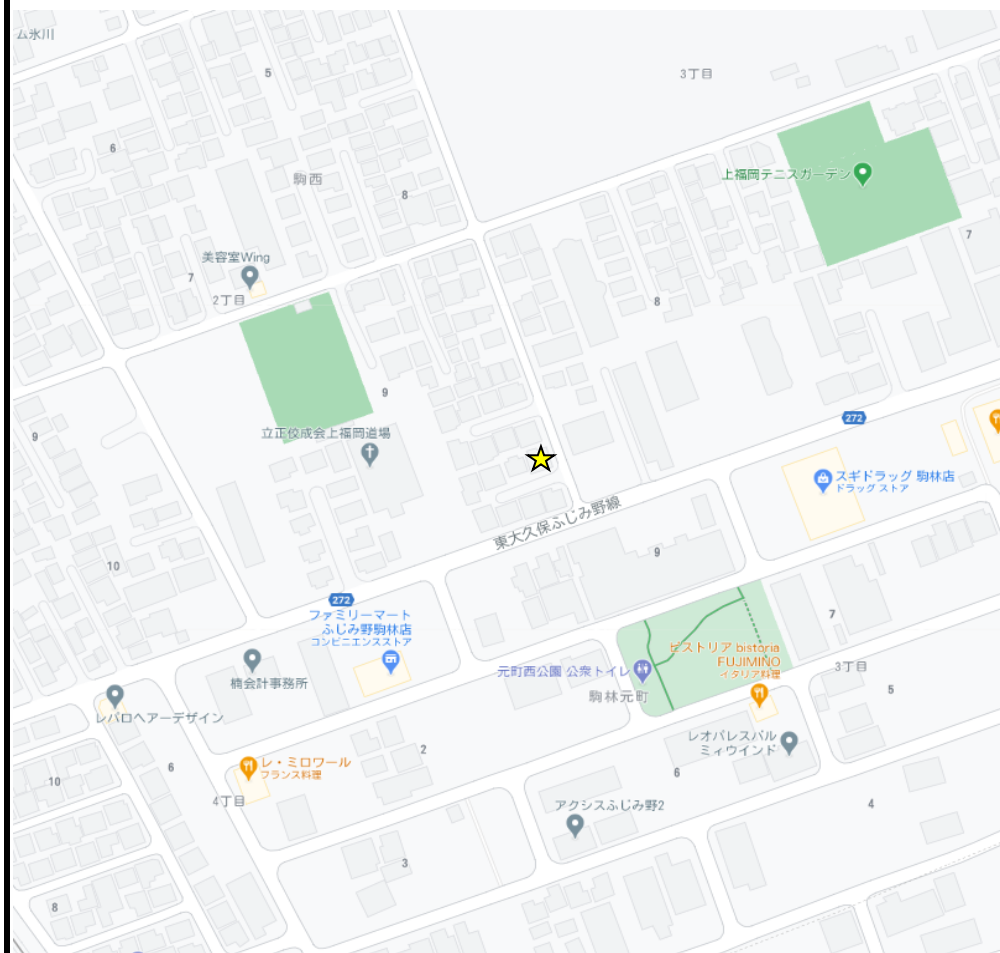 ム氷川
5
3丁目
6
駒西
8
上福岡テニスガーデン
7
美容室Wing
7
2丁目
8
9
272
9
立正佼成会上福岡道場
スギドラッグ 駒林店
ドラッグ ストア
東大久保ふじみ野線
9
10
272
ファミリーマート
ふじみ野駒林店
コンビニエンスストア
7
ビストリア bistoria
FUJIMINO
イタリア料理
元町西公園 公衆トイレ
3丁目
楠会計事務所
駒林元町
5
レバロヘアーデザイン
レオパレスパル
ミィウインド
2
6
レ・ミロワール
フランス料理
6
10
4丁目
アクシスふじみ野2
4
3
8